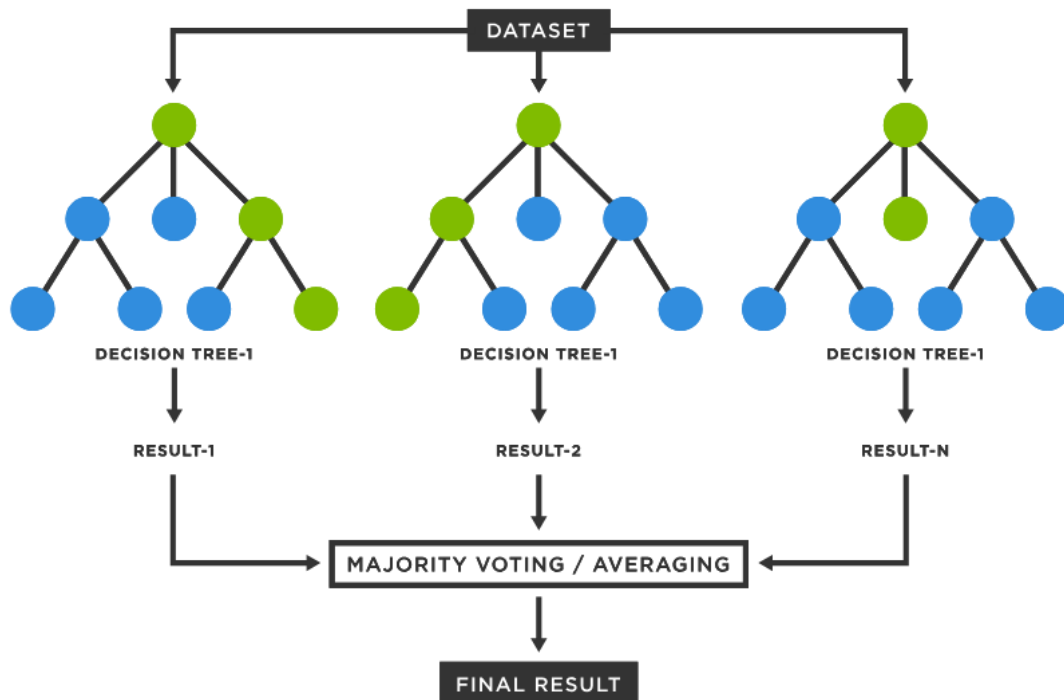 DATASET
DECISION TREE-1
DECISION TREE-1
DECISION TREE-1
RESULT-1
RESULT-2
RESULT-N
MAJORITY VOTING / AVERAGING
FINAL RESULT